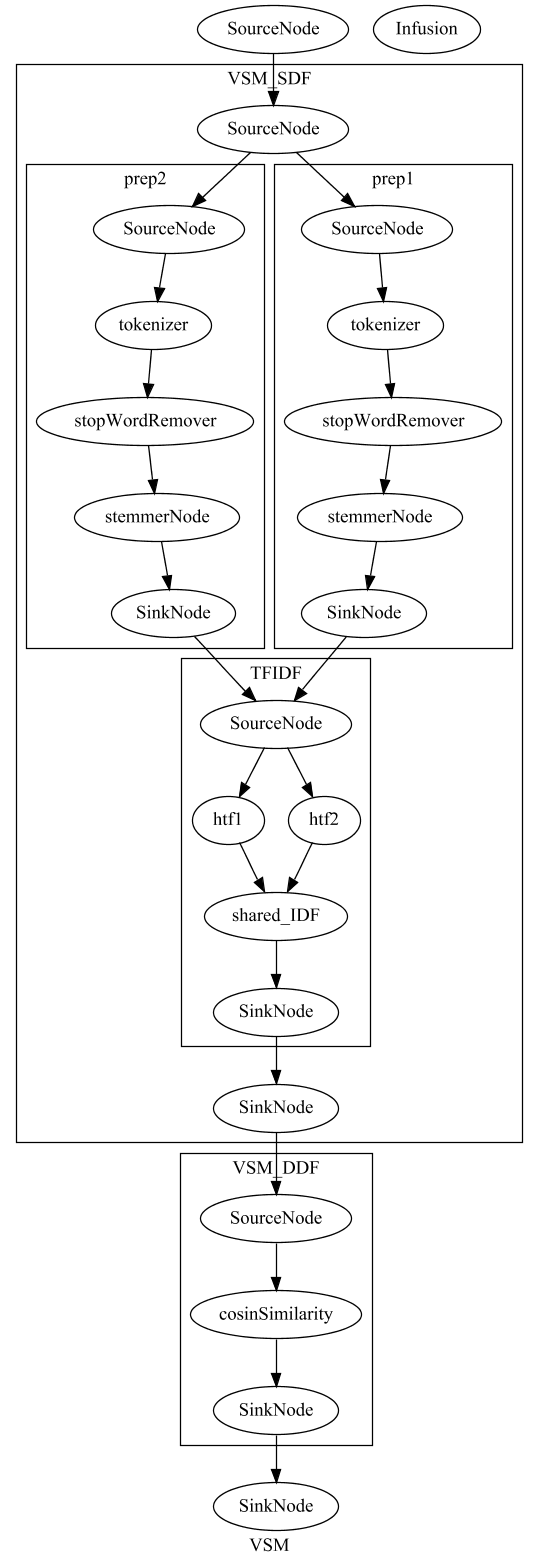 SourceNode Infusion
VSM_SDF
SourceNode
prep2 prep1
SourceNode SourceNode
tokenizer tokenizer
stopWordRemover stopWordRemover
stemmerNode stemmerNode
SinkNode SinkNode
TFIDF
SourceNode
htf1 htf2
shared_IDF
SinkNode
SinkNode
VSM_DDF
SourceNode
cosinSimilarity
SinkNode
SinkNode
VSM